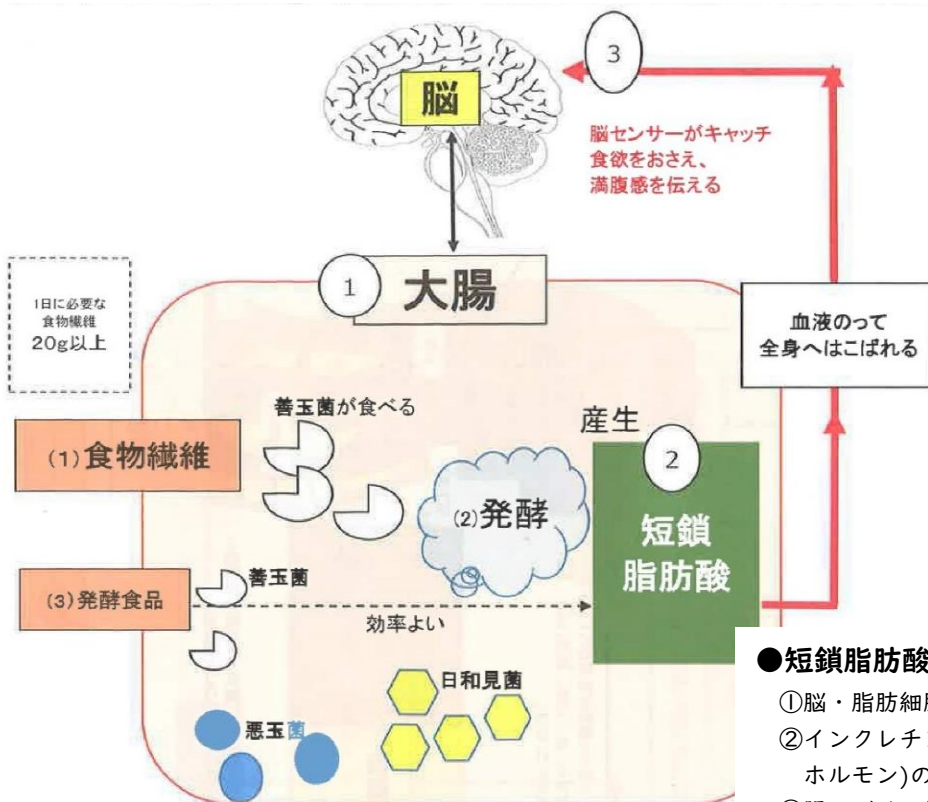 脳
3
脳センサーがキャッチ
食欲をおさえ、
満腹感を伝える
1
大腸
1日に必要な
食物繊維
20g以上
血液のって
全身へはこばれる
善玉菌が食べる
(1)食物繊維
産生
2
(2)発酵
短鎖
脂肪酸
(3)発酵食品
善玉菌
効率よい
日和見菌
悪玉菌
●短鎖脂肪酸
①脳・脂肪細
②インクレチ
ホルモン)の